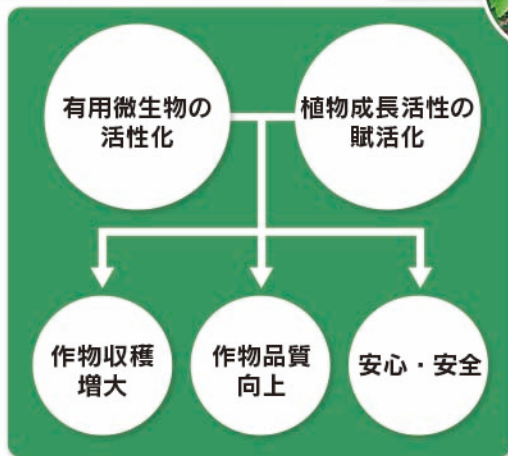 有用微生物の
活性化
植物成長活性の
賦活化
作物収穫
増大
作物品質
向上
安心・安全